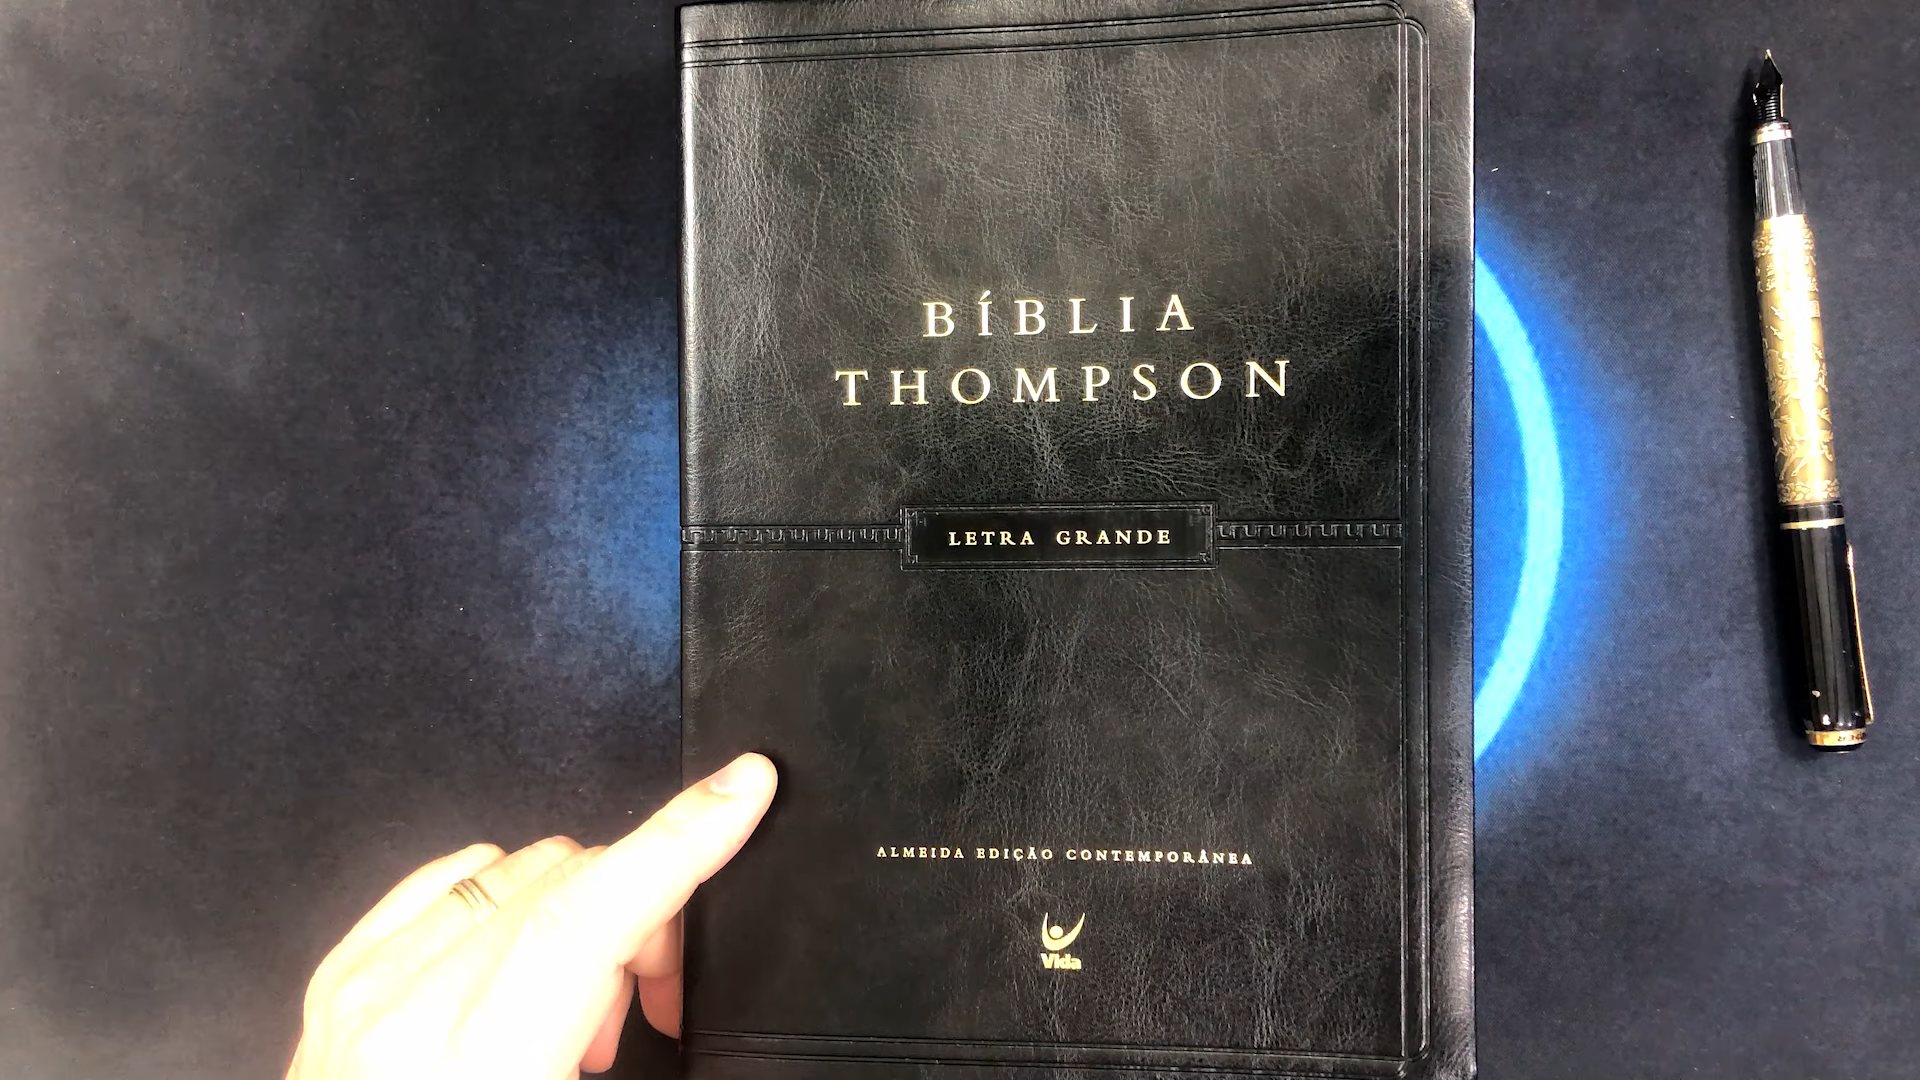 BÍBLIA
THOMPSON
LETRA GRANDE
ALMEIDA EDIÇÃO CONTEMPORÂNEA
Vida